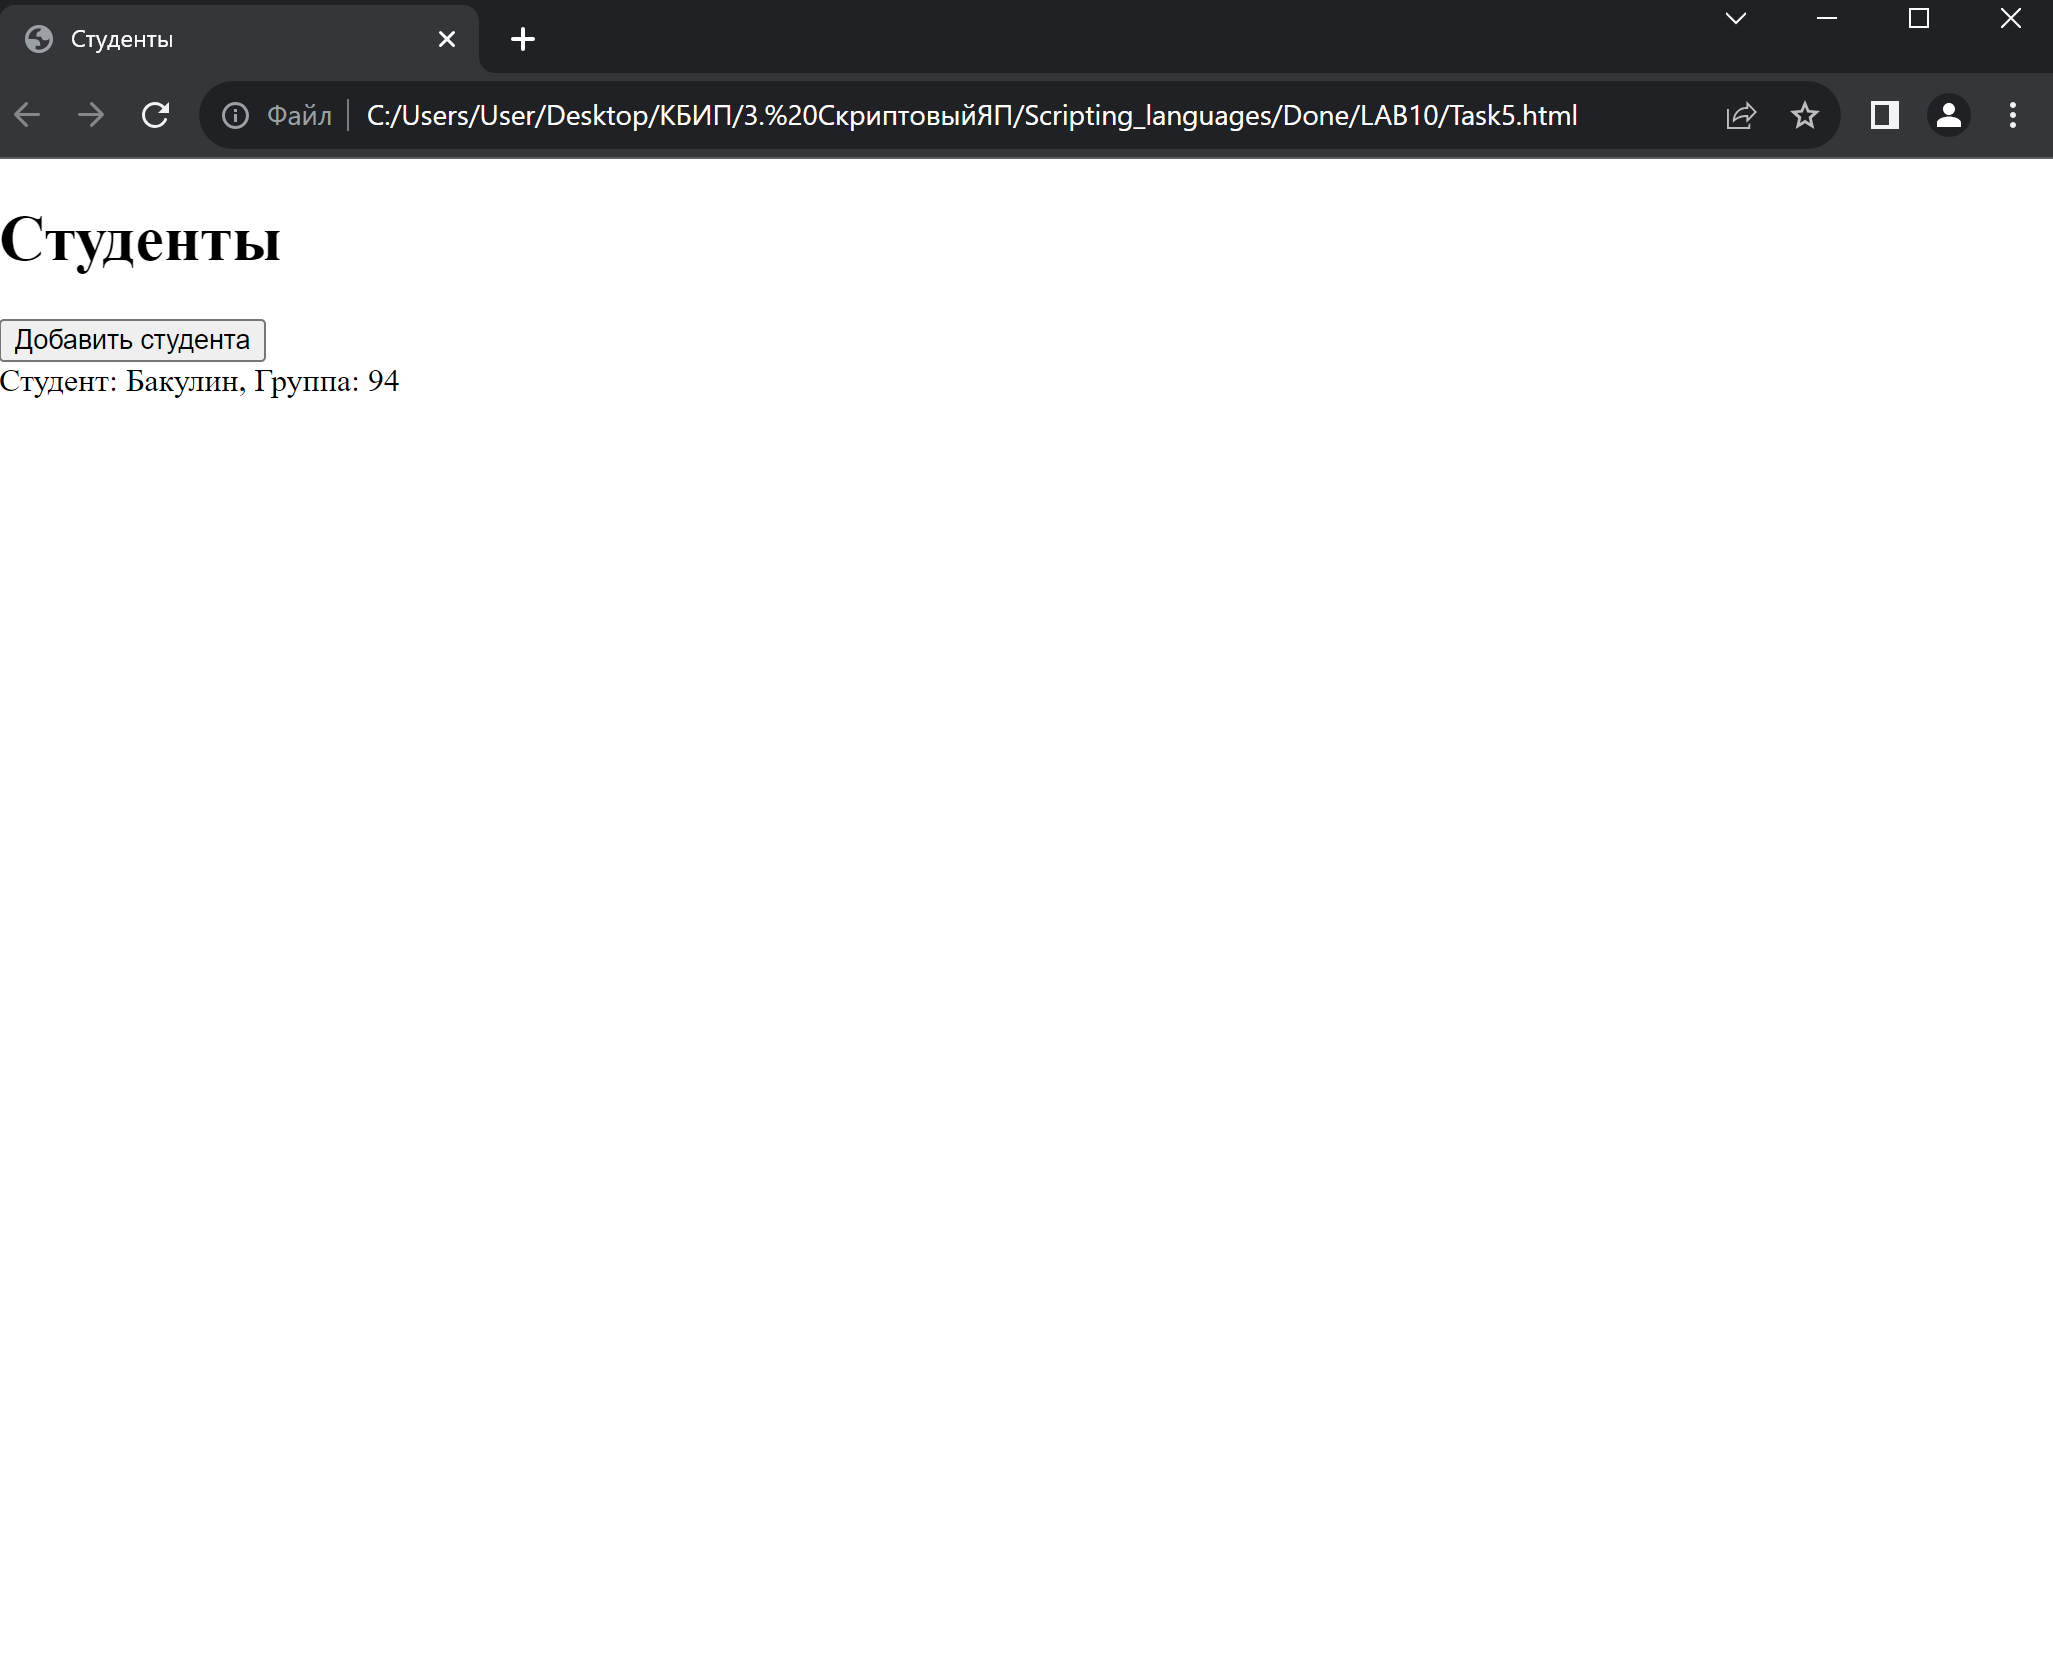 Студенты
Файл C:/Users/User/Desktop/КБИП/3.%20СкриптовыйЯП/Scripting_languages/Done/LAB10/Task5.html
Студенты
Добавить студента
Студент: Бакулин, Группа: 94